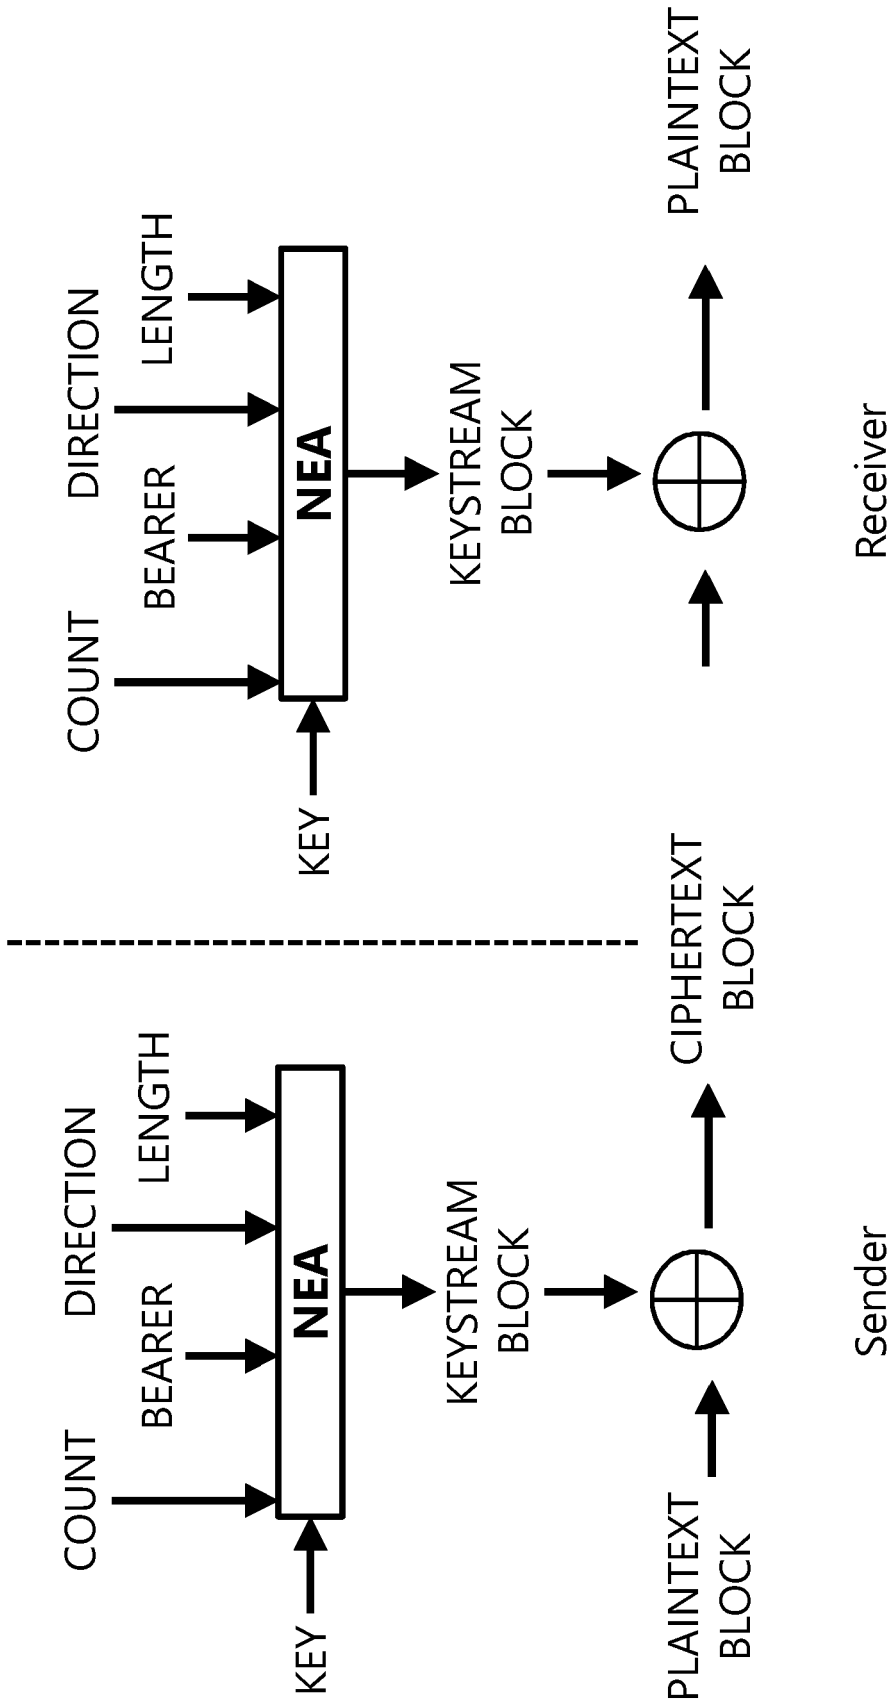 COUNT
DIRECTION
BEARER
LENGTH
KEY
NEA
KEYSTREAM
BLOCK
PLAINTEXT
BLOCK
CIPHERTEXT
BLOCK
Sender
COUNT
DIRECTION
BEARER
LENGTH
KEY
NEA
KEYSTREAM
BLOCK
PLAINTEXT
BLOCK
Receiver